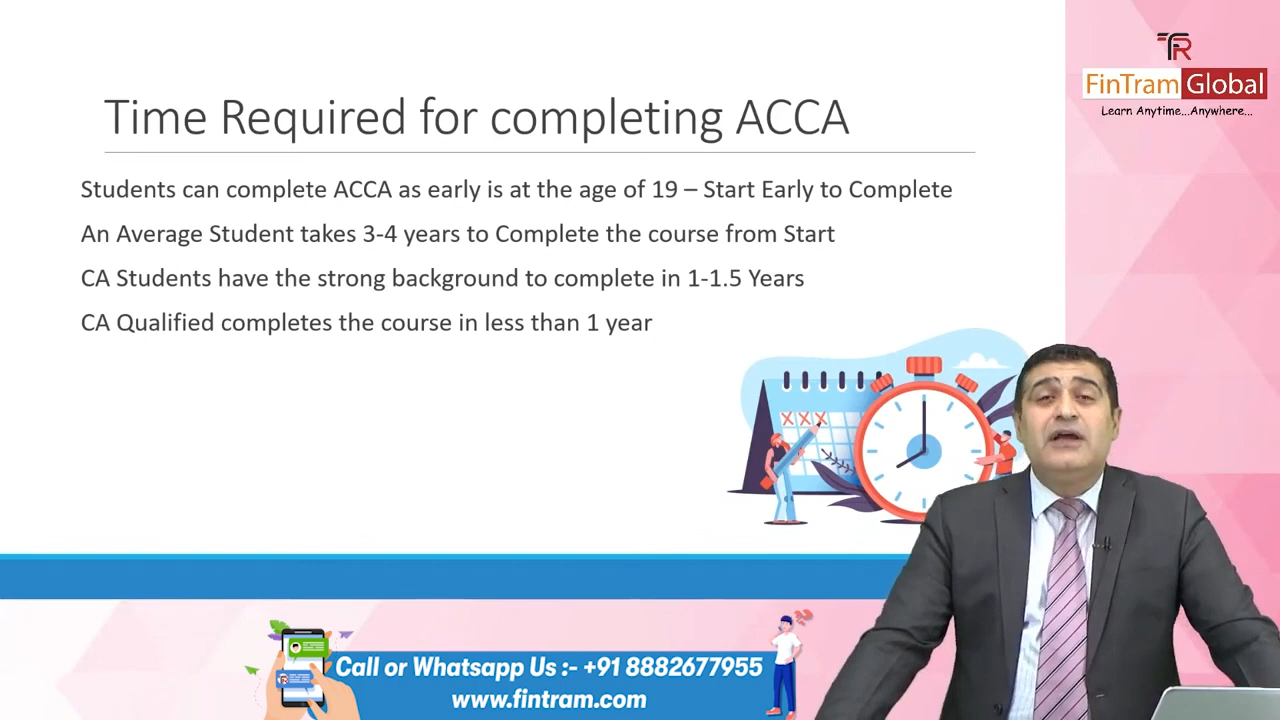 TR
FinTram Global
Learn Anytime...Anywhere...
Time Required for completing ACCA
Students can complete ACCA as early is at the age of 19 – Start Early to Complete
An Average Student takes 3-4 years to Complete the course from Start
CA Students have the strong background to complete in 1-1.5 Years
CA Qualified completes the course in less than 1 year
Call or Whatsapp Us :- +91 8882677955
www.fintram.com